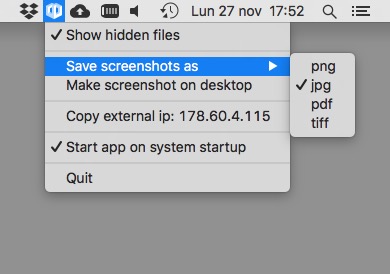 Lun 27 nov 17:52
Show hidden files
Save screenshots as
png
Make screenshot on desktop
jpg
pdf
Copy external ip: 178.60.4.115
tiff
Start app on system startup
Quit